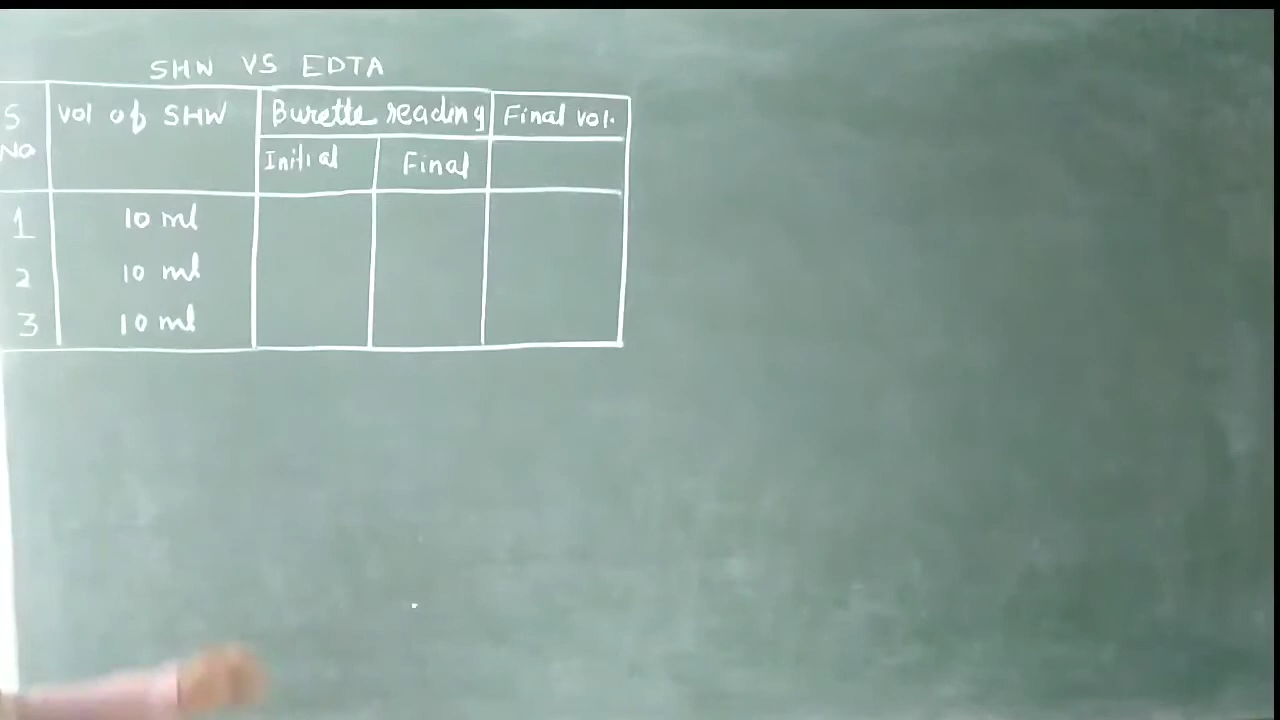 SHW VS EDTA
S No | Vol of SHW | Burette reading | Final vol.
Initial | Final
1 | 10 ml
2 | 10 ml
3 | 10 ml